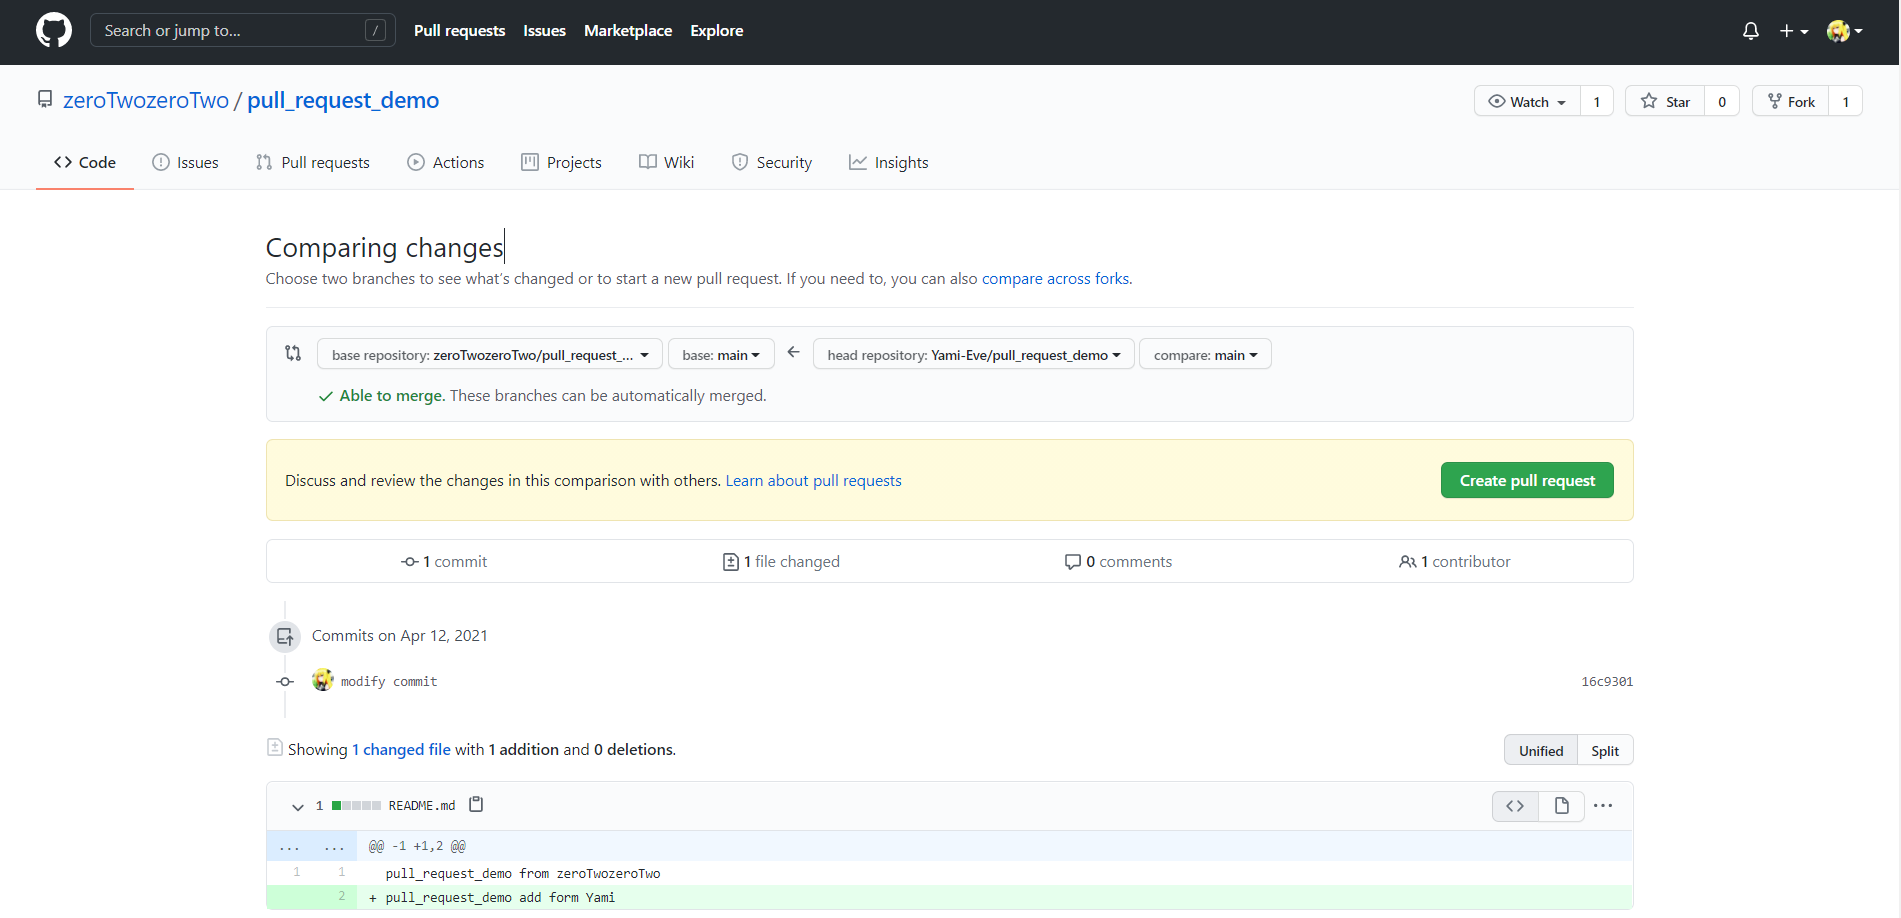 Search or jump to... /
Pull requests Issues Marketplace Explore
zeroTwozeroTwo / pull_request_demo
Watch 1 Star 0 Fork 1
Code Issues Pull requests Actions Projects Wiki Security Insights
Comparing changes
Choose two branches to see what's changed or to start a new pull request. If you need to, you can also compare across forks.
base repository: zeroTwozeroTwo/pull_request_... base: main head repository: Yami-Eve/pull_request_demo compare: main
Able to merge. These branches can be automatically merged.
Discuss and review the changes in this comparison with others. Learn about pull requests
Create pull request
1 commit 1 file changed 0 comments 1 contributor
Commits on Apr 12, 2021
modify commit 16c9301
Showing 1 changed file with 1 addition and 0 deletions.
Unified Split
1 README.md
... ... @@ -1 +1,2 @@
1 1 pull_request_demo from zeroTwozeroTwo
2 + pull_request_demo add form Yami